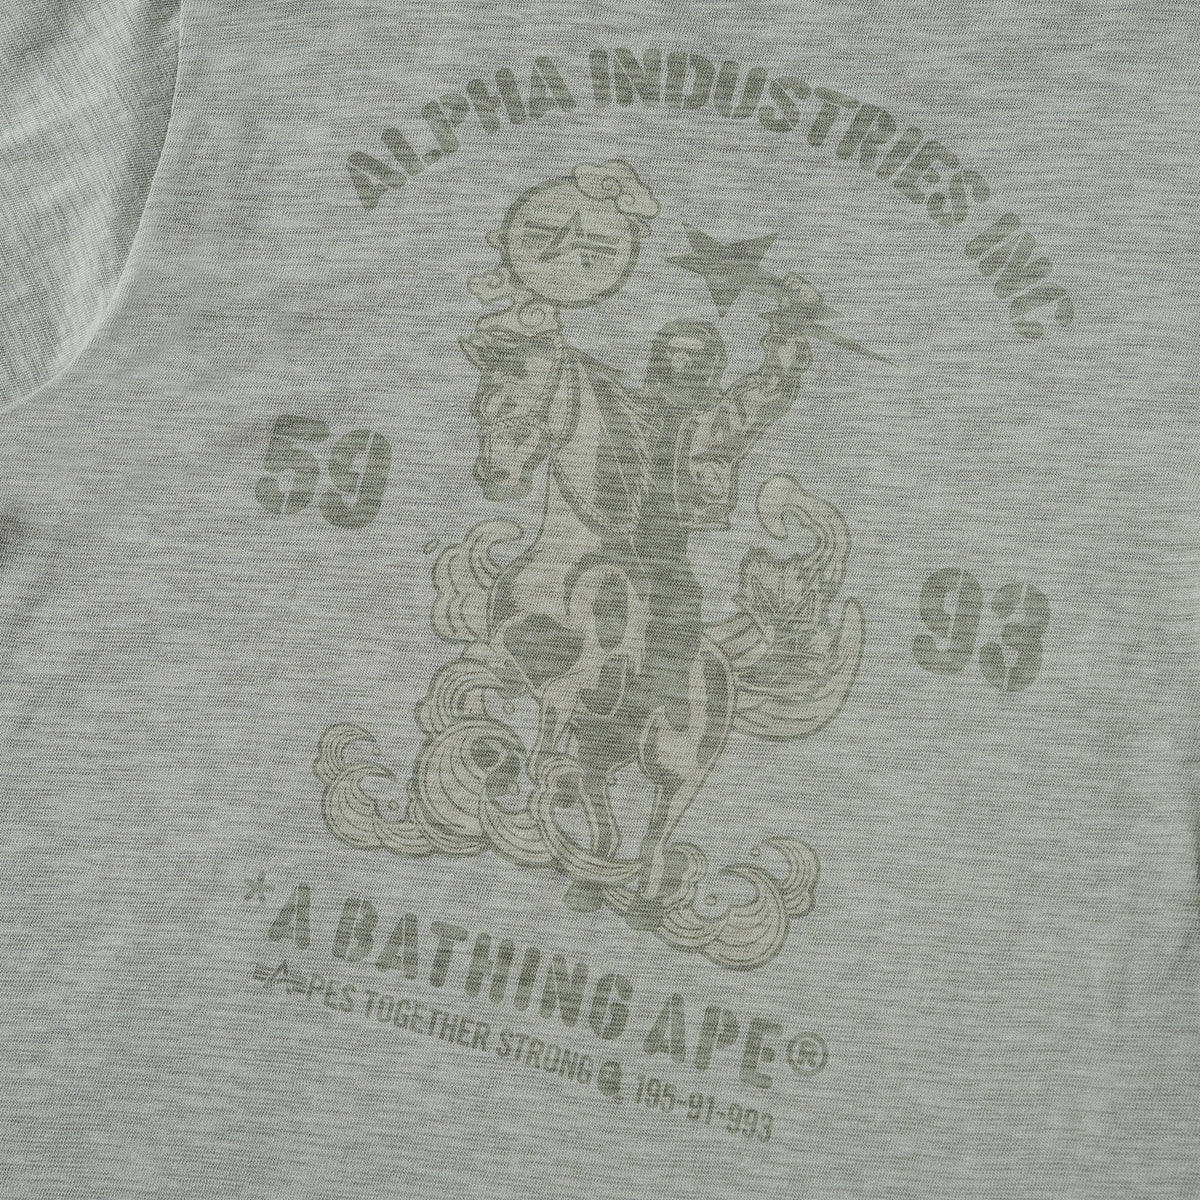 ALPHA INDUSTRIES INC.
59
93
*A BATHING APE®
APES TOGETHER STRONG 195-91-993